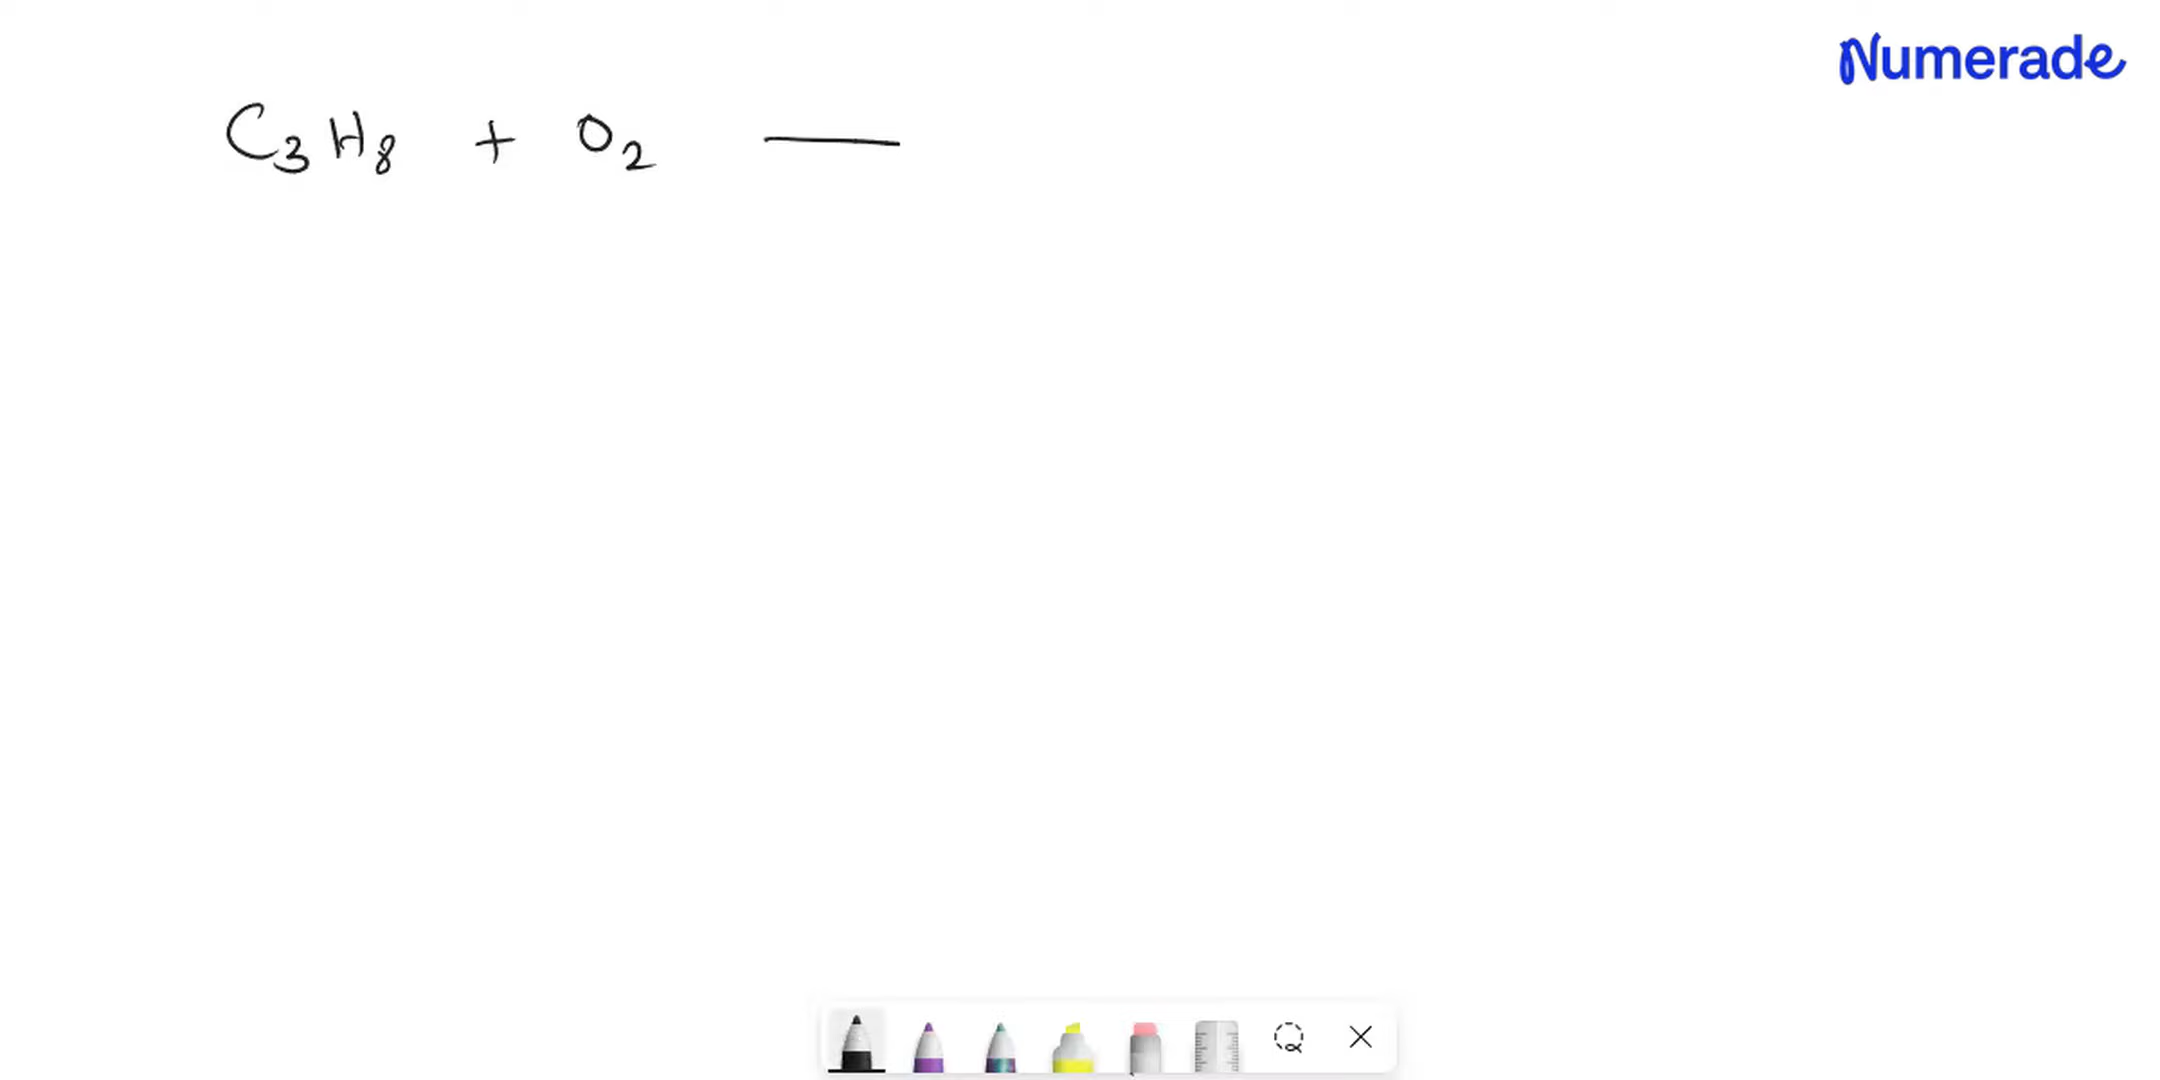 Numerade
C₃H₈ + O₂ —